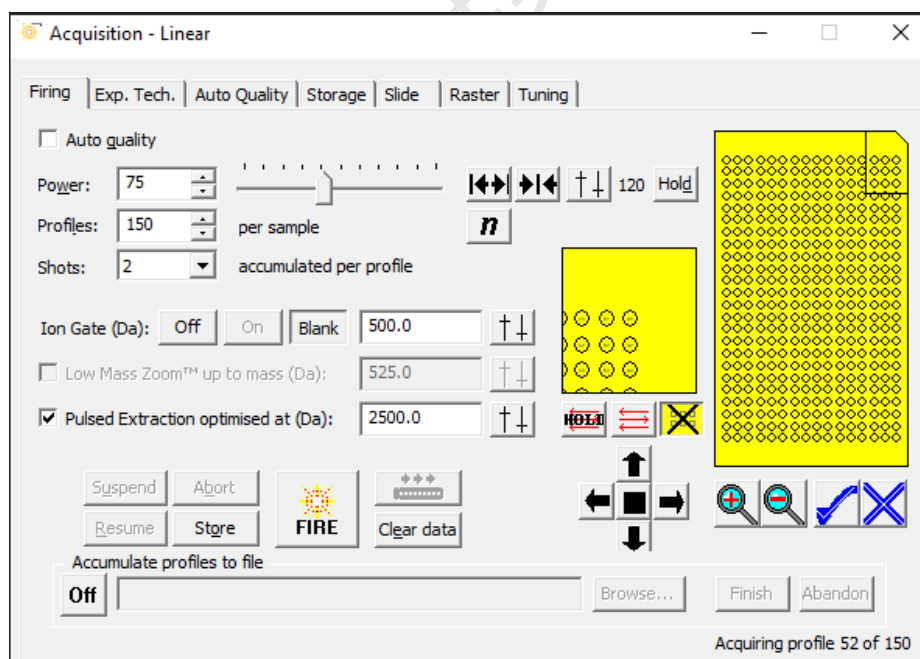 Acquisition - Linear
Firing Exp. Tech. Auto Quality Storage Slide Raster Tuning
Auto quality
Power: 75 120 Hold
Profiles: 150 per sample n
Shots: 2 accumulated per profile
Ion Gate (Da): Off On Blank 500.0
Low Mass Zoom™ up to mass (Da): 525.0
Pulsed Extraction optimised at (Da): 2500.0
HOLD
Suspend Abort
Resume Store FIRE Clear data
Accumulate profiles to file
Off Browse... Finish Abandon
Acquiring profile 52 of 150